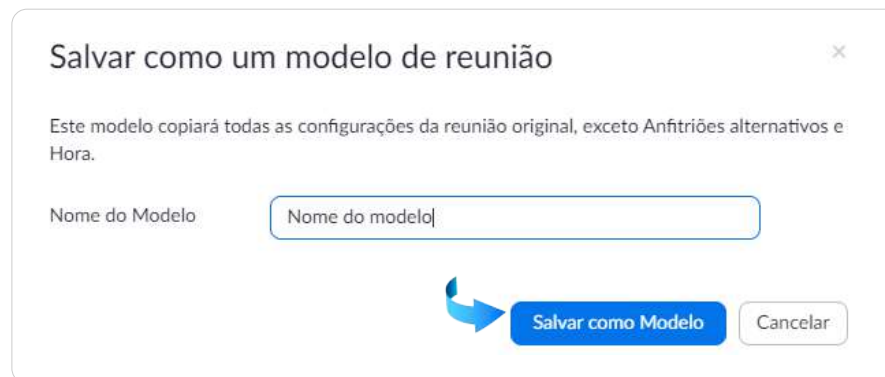 Salvar como um modelo de reunião
×
Este modelo copiará todas as configurações da reunião original, exceto Anfitriões alternativos e
Hora.
Nome do Modelo
Nome do modelo
Salvar como Modelo
Cancelar